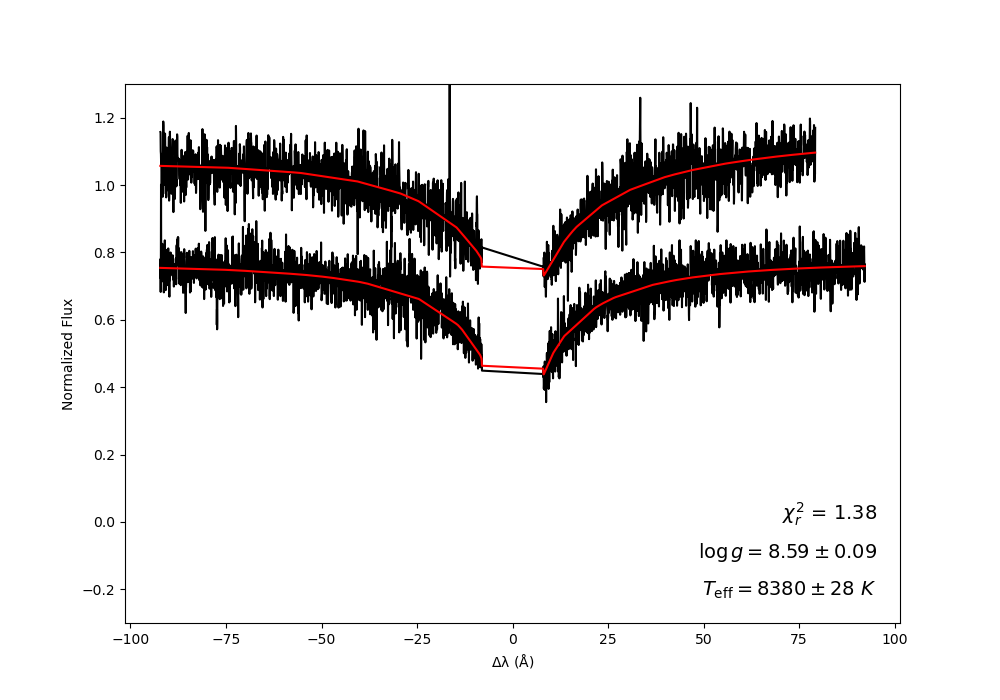 1.2
1.0
0.8
0.6
0.4
0.2
0.0
−0.2
Normalized Flux
χ²ᵣ = 1.38
log g = 8.59 ± 0.09
T_eff = 8380 ± 28 K
−100 −75 −50 −25 0 25 50 75 100
Δλ (Å)